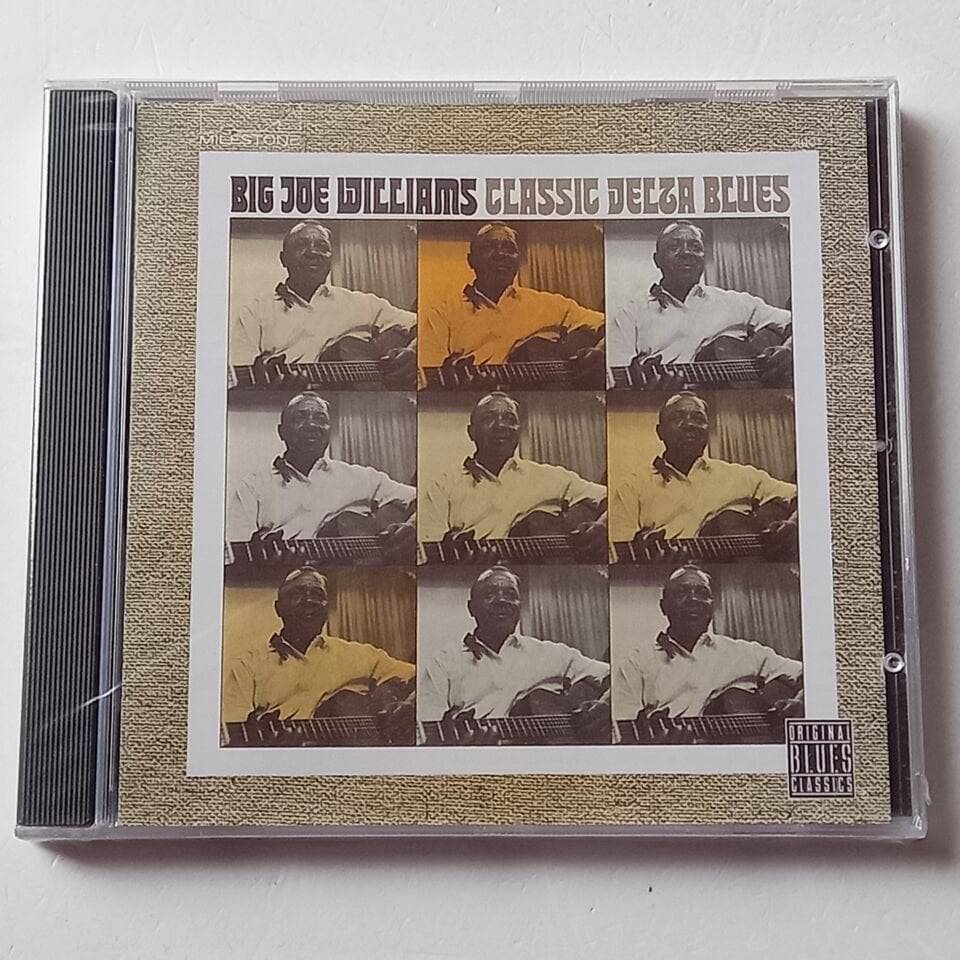 MILESTONE
BIG JOE WILLIAMS CLASSIC DELTA BLUES
ORIGINAL
BLUES
CLASSICS